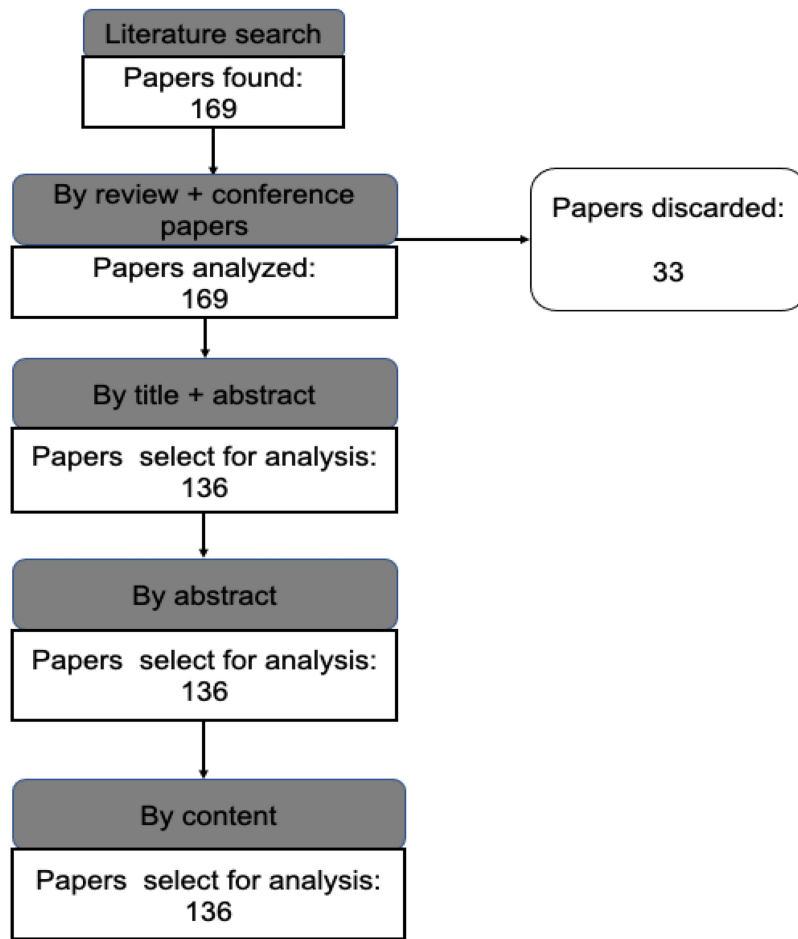 Literature search
Papers found:
169
By review + conference
papers
Papers analyzed:
169
Papers discarded:
33
By title + abstract
Papers  select for analysis:
136
By abstract
Papers  select for analysis:
136
By content
Papers  select for analysis:
136